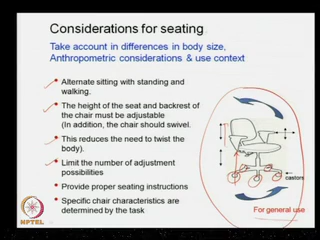 Considerations for seating
Take account in differences in body size,
Anthropometric considerations & use context
• Alternate sitting with standing and
walking.
• The height of the seat and backrest of
the chair must be adjustable
(In addition, the chair should swivel.
• This reduces the need to twist the
body).
• Limit the number of adjustment
possibilities
• Provide proper seating instructions
• Specific chair characteristics are
determined by the task
castors
For general use
NPTEL